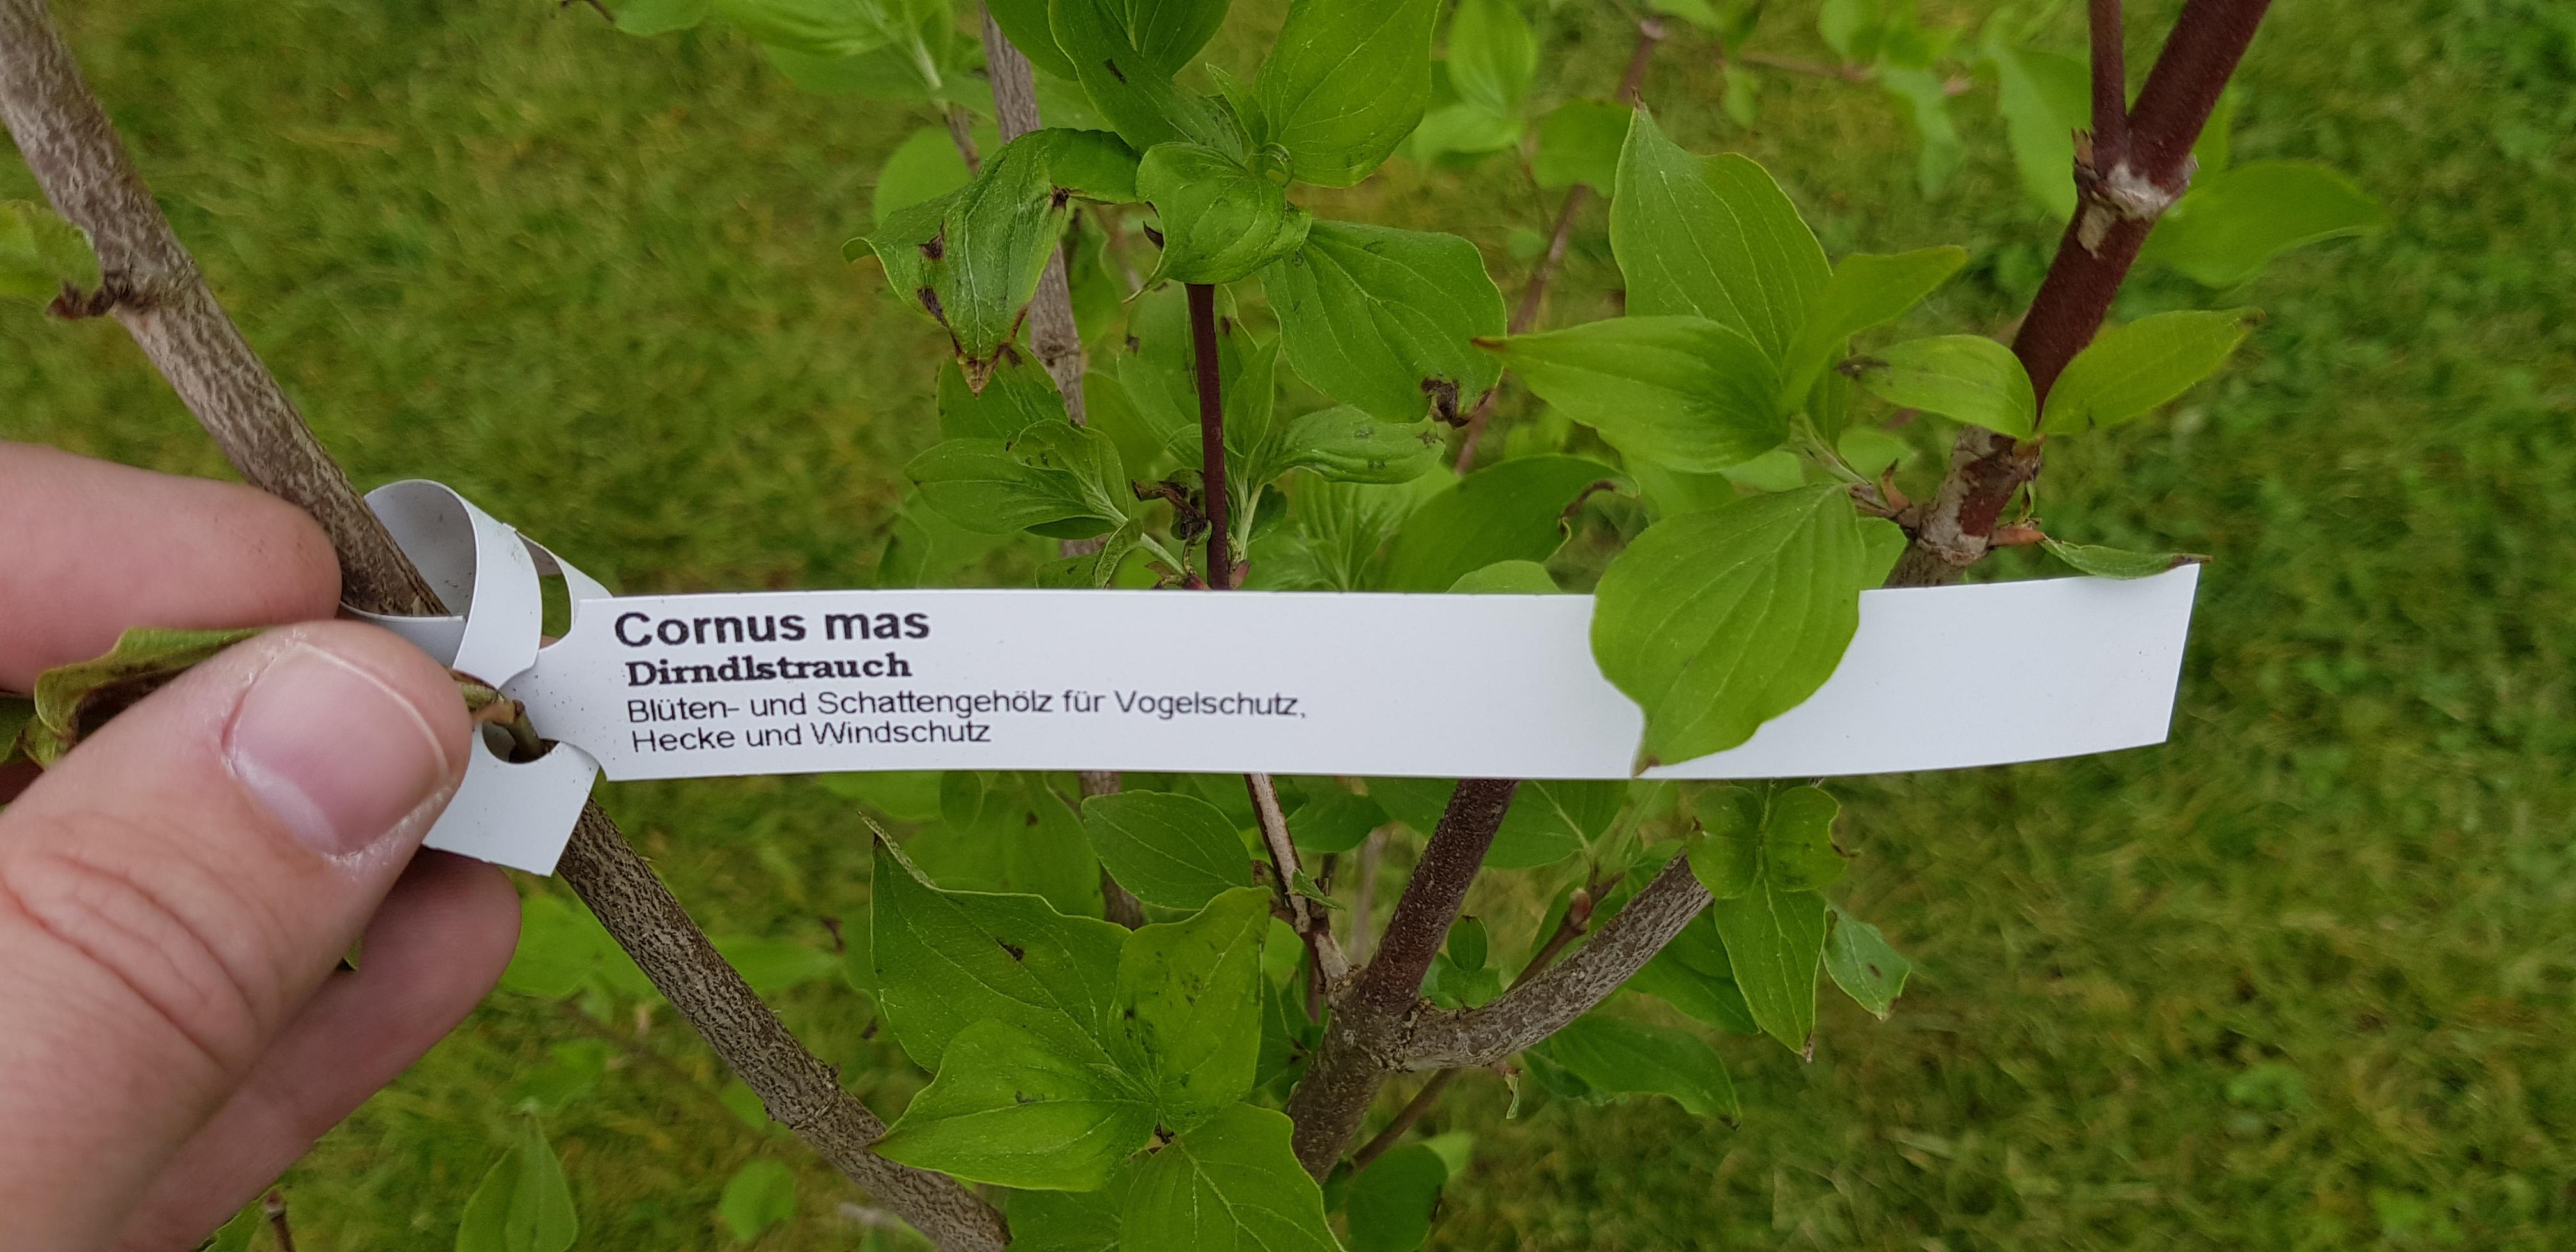 Cornus mas
Dirndlstrauch
Blüten- und Schattengehölz für Vogelschutz,
Hecke und Windschutz